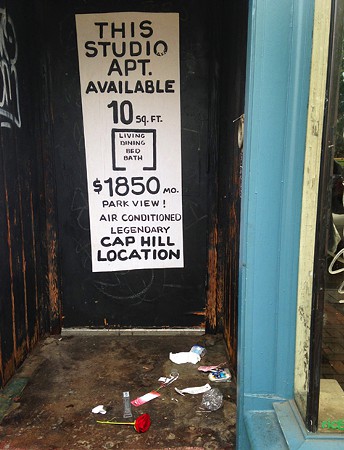 THIS
STUDIO
APT.
AVAILABLE
10 SQ. FT.
LIVING
DINING
BED
BATH
$1850 MO.
PARK VIEW!
AIR CONDITIONED
LEGENDARY
CAP HILL
LOCATION